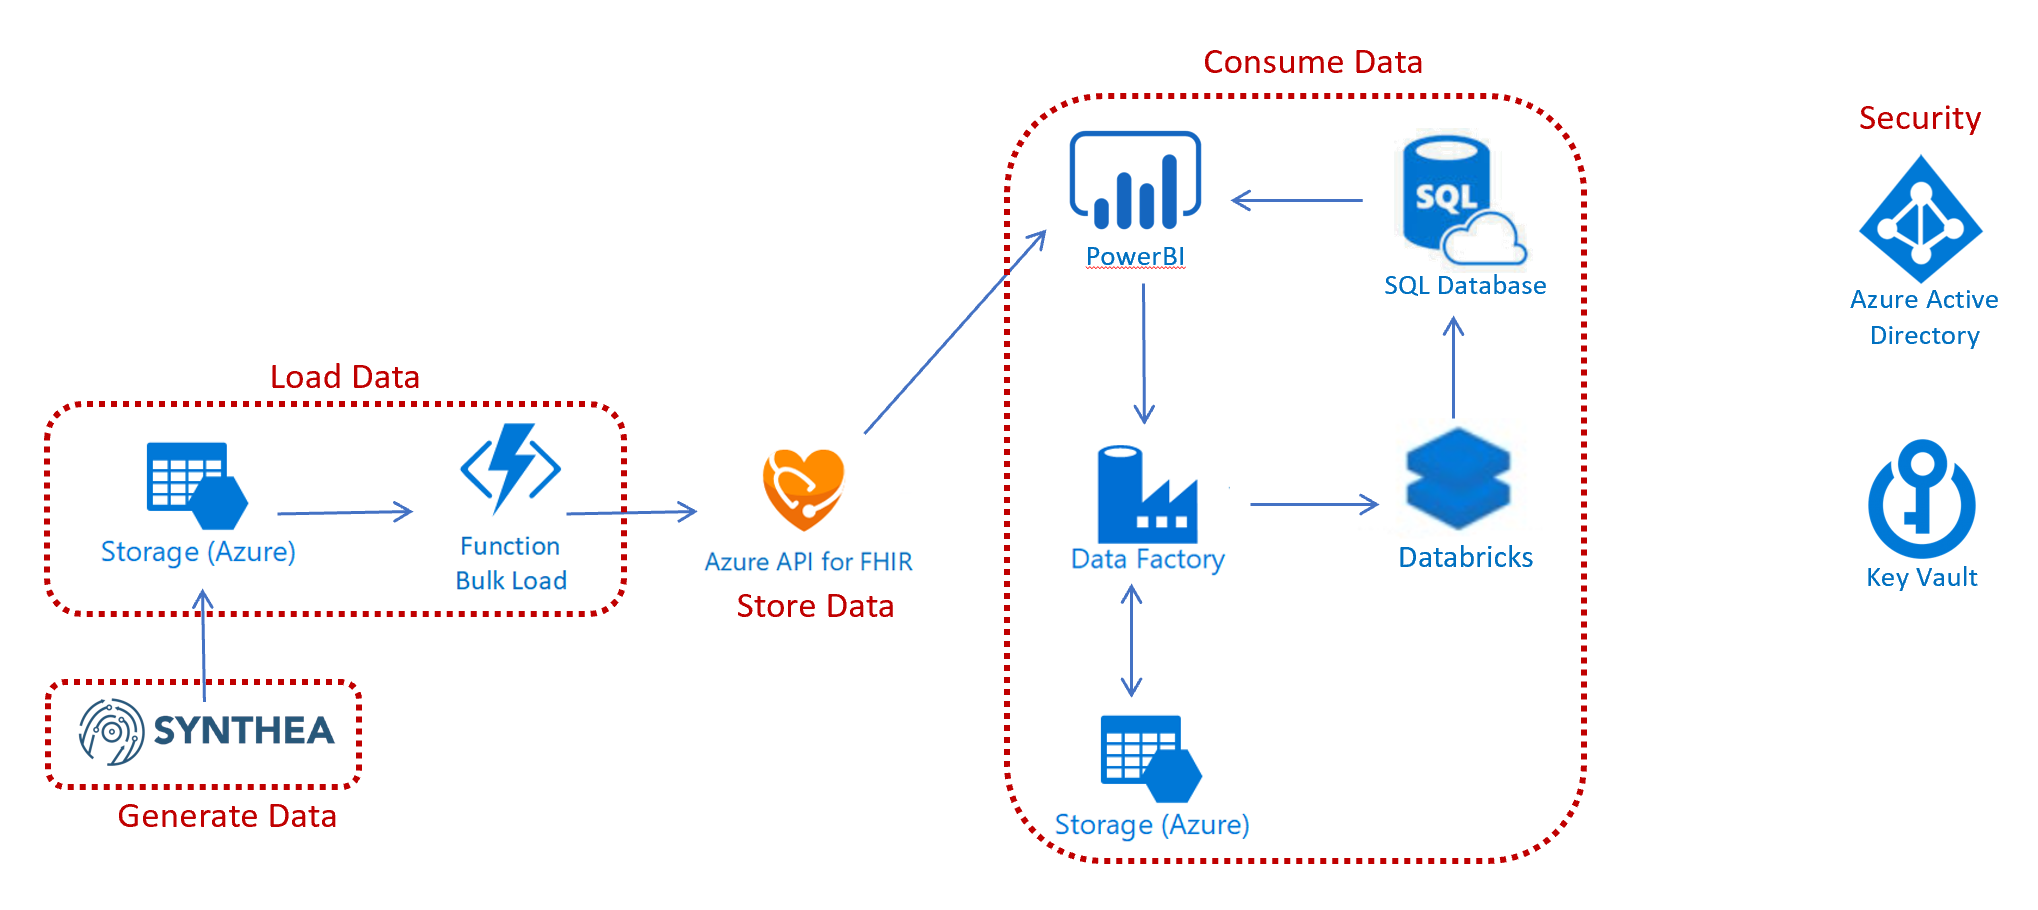 Consume Data
Security
PowerBI
SQL
SQL Database
Azure Active
Directory
Load Data
Storage (Azure)
Function
Bulk Load
Azure API for FHIR
Store Data
Data Factory
Databricks
Key Vault
SYNTHEA
Generate Data
Storage (Azure)